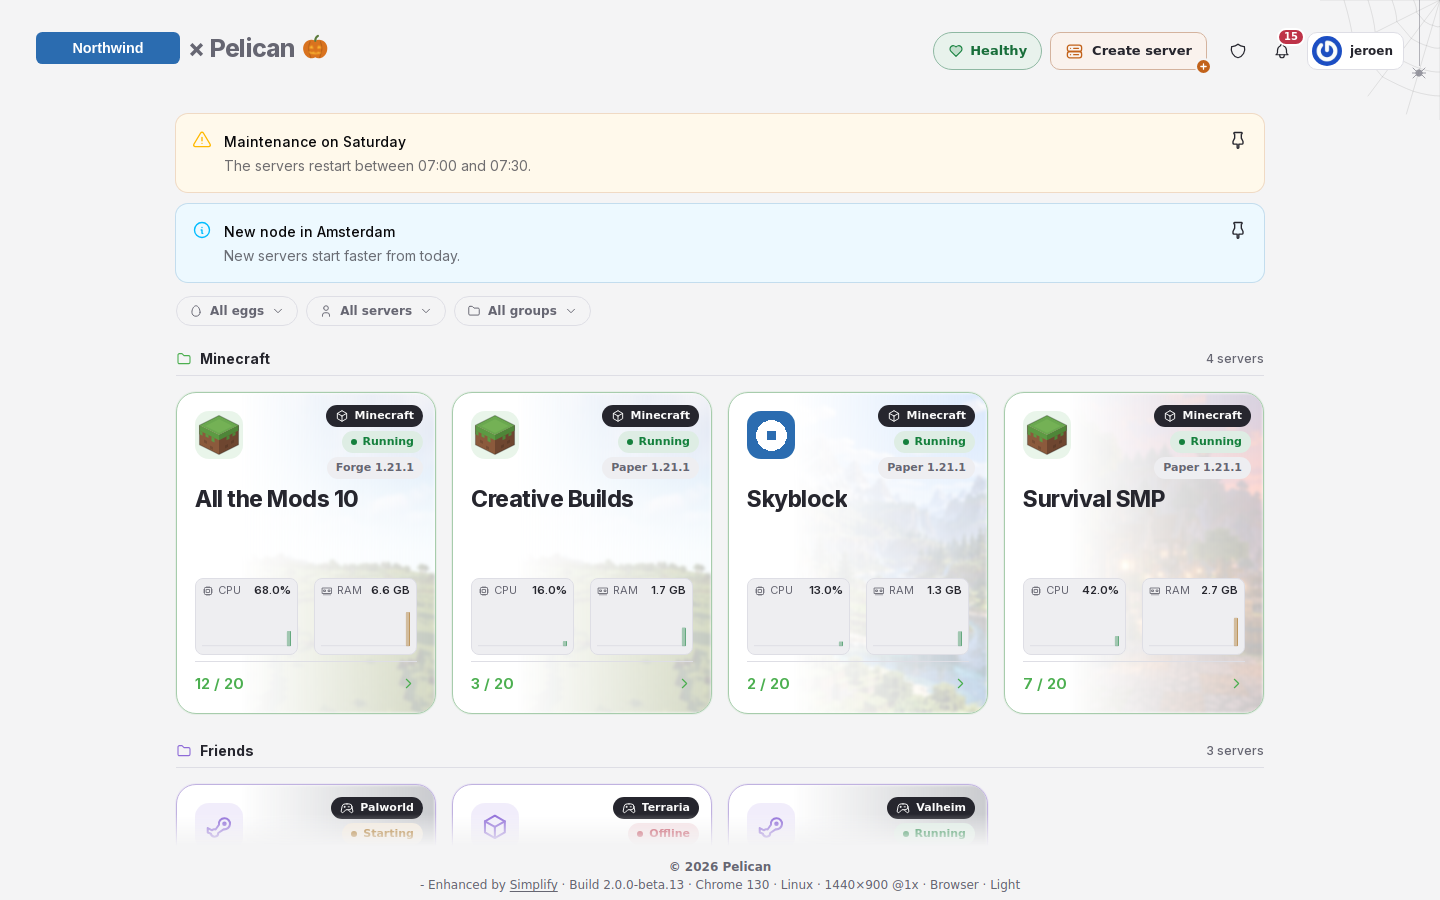 Northwind × Pelican 🎃
Healthy
Create server
15
jeroen
Maintenance on Saturday
The servers restart between 07:00 and 07:30.
New node in Amsterdam
New servers start faster from today.
All eggs
All servers
All groups
Minecraft
4 servers
Minecraft
Running
Forge 1.21.1
All the Mods 10
CPU 68.0%
RAM 6.6 GB
12 / 20
Minecraft
Running
Paper 1.21.1
Creative Builds
CPU 16.0%
RAM 1.7 GB
3 / 20
Minecraft
Running
Paper 1.21.1
Skyblock
CPU 13.0%
RAM 1.3 GB
2 / 20
Minecraft
Running
Paper 1.21.1
Survival SMP
CPU 42.0%
RAM 2.7 GB
7 / 20
Friends
3 servers
Palworld
Starting
Terraria
Offline
Valheim
Running
© 2026 Pelican
- Enhanced by Simplify · Build 2.0.0-beta.13 · Chrome 130 · Linux · 1440×900 @1x · Browser · Light